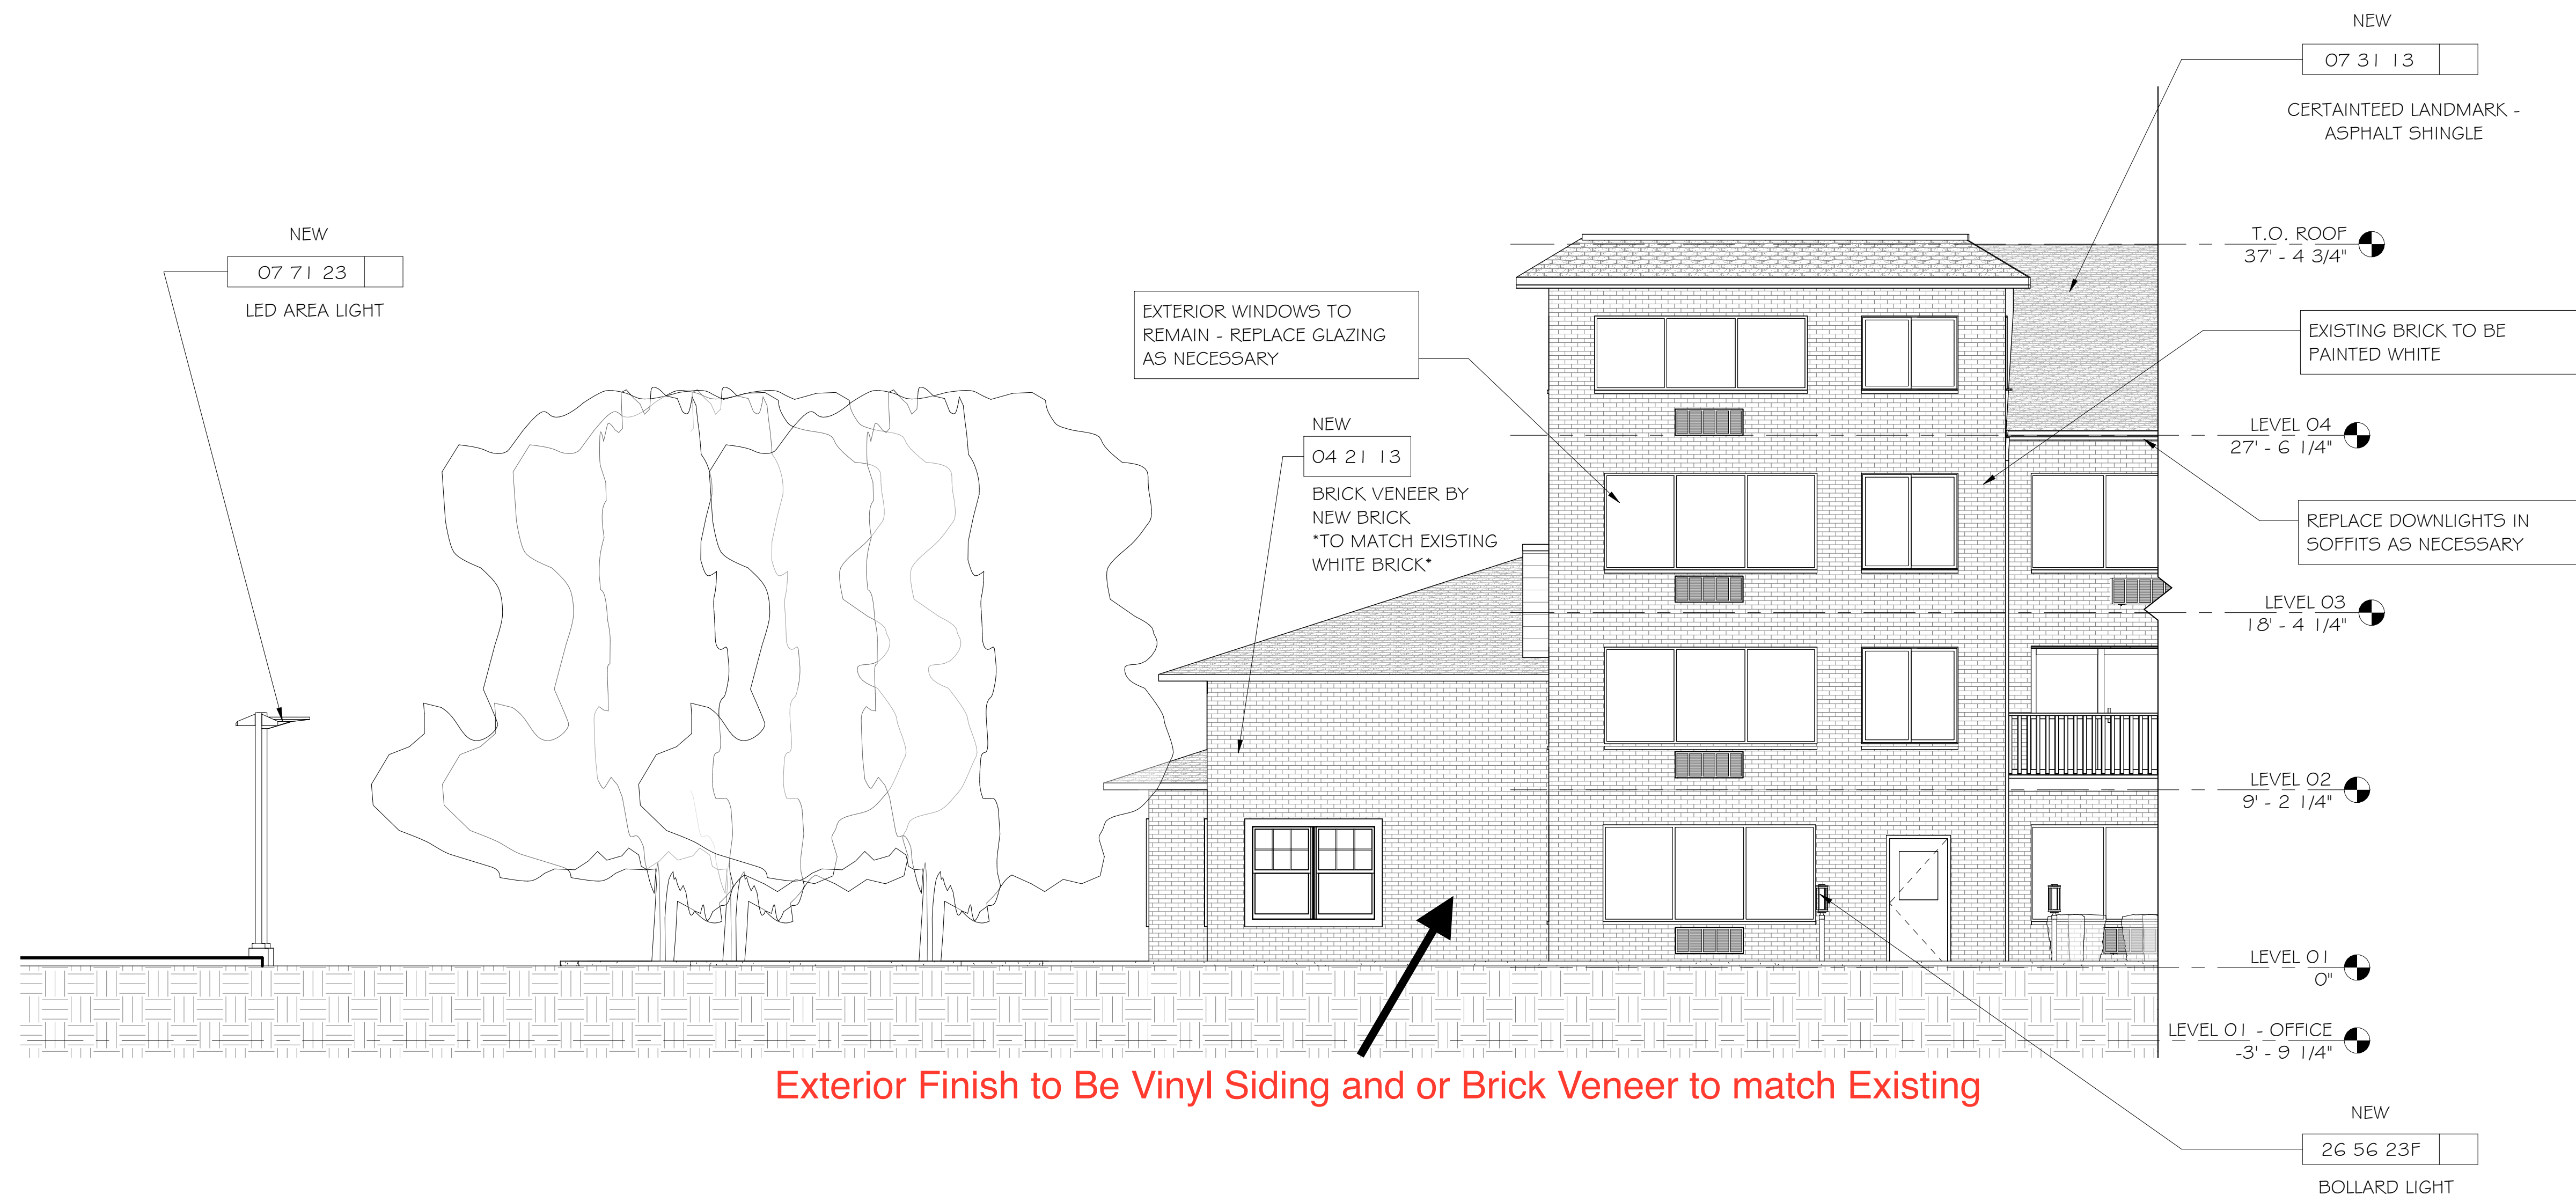 NEW
07 31 13
CERTAINTEED LANDMARK -
ASPHALT SHINGLE
NEW
07 71 23
LED AREA LIGHT
T.O. ROOF
37' - 4 3/4"
EXTERIOR WINDOWS TO
REMAIN - REPLACE GLAZING
AS NECESSARY
EXISTING BRICK TO BE
PAINTED WHITE
NEW
04 21 13
BRICK VENEER BY
NEW BRICK
*TO MATCH EXISTING
WHITE BRICK*
LEVEL 04
27' - 6 1/4"
REPLACE DOWNLIGHTS IN
SOFFITS AS NECESSARY
LEVEL 03
18' - 4 1/4"
LEVEL 02
9' - 2 1/4"
LEVEL 01
0"
LEVEL 01 - OFFICE
-3' - 9 1/4"
Exterior Finish to Be Vinyl Siding and or Brick Veneer to match Existing
NEW
26 56 23F
BOLLARD LIGHT